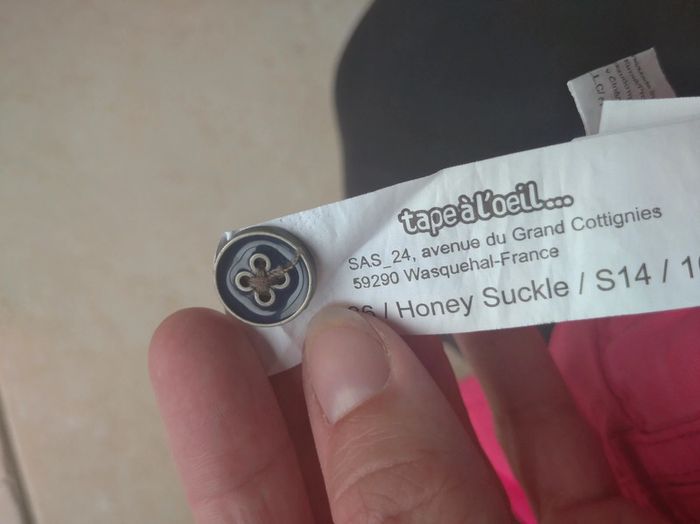 tape à l'oeil...
SAS_24, avenue du Grand Cottignies
59290 Wasquehal-France
/ Honey Suckle / S14 /